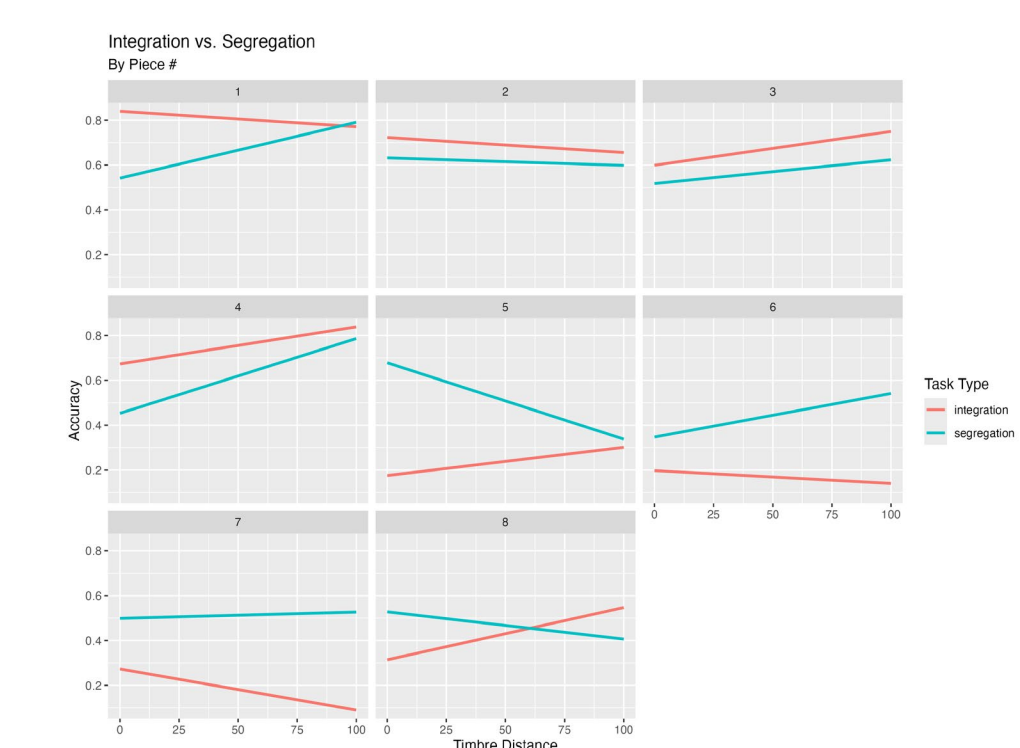 Integration vs. Segregation
By Piece #
1 2 3
0.8
0.6
0.4
0.2
4 5 6
0.8
0.6
0.4
0.2
0 25 50 75 100
7 8
0.8
0.6
0.4
0.2
0 25 50 75 100 0 25 50 75 100
Accuracy
Timbre Distance
Task Type
integration
segregation